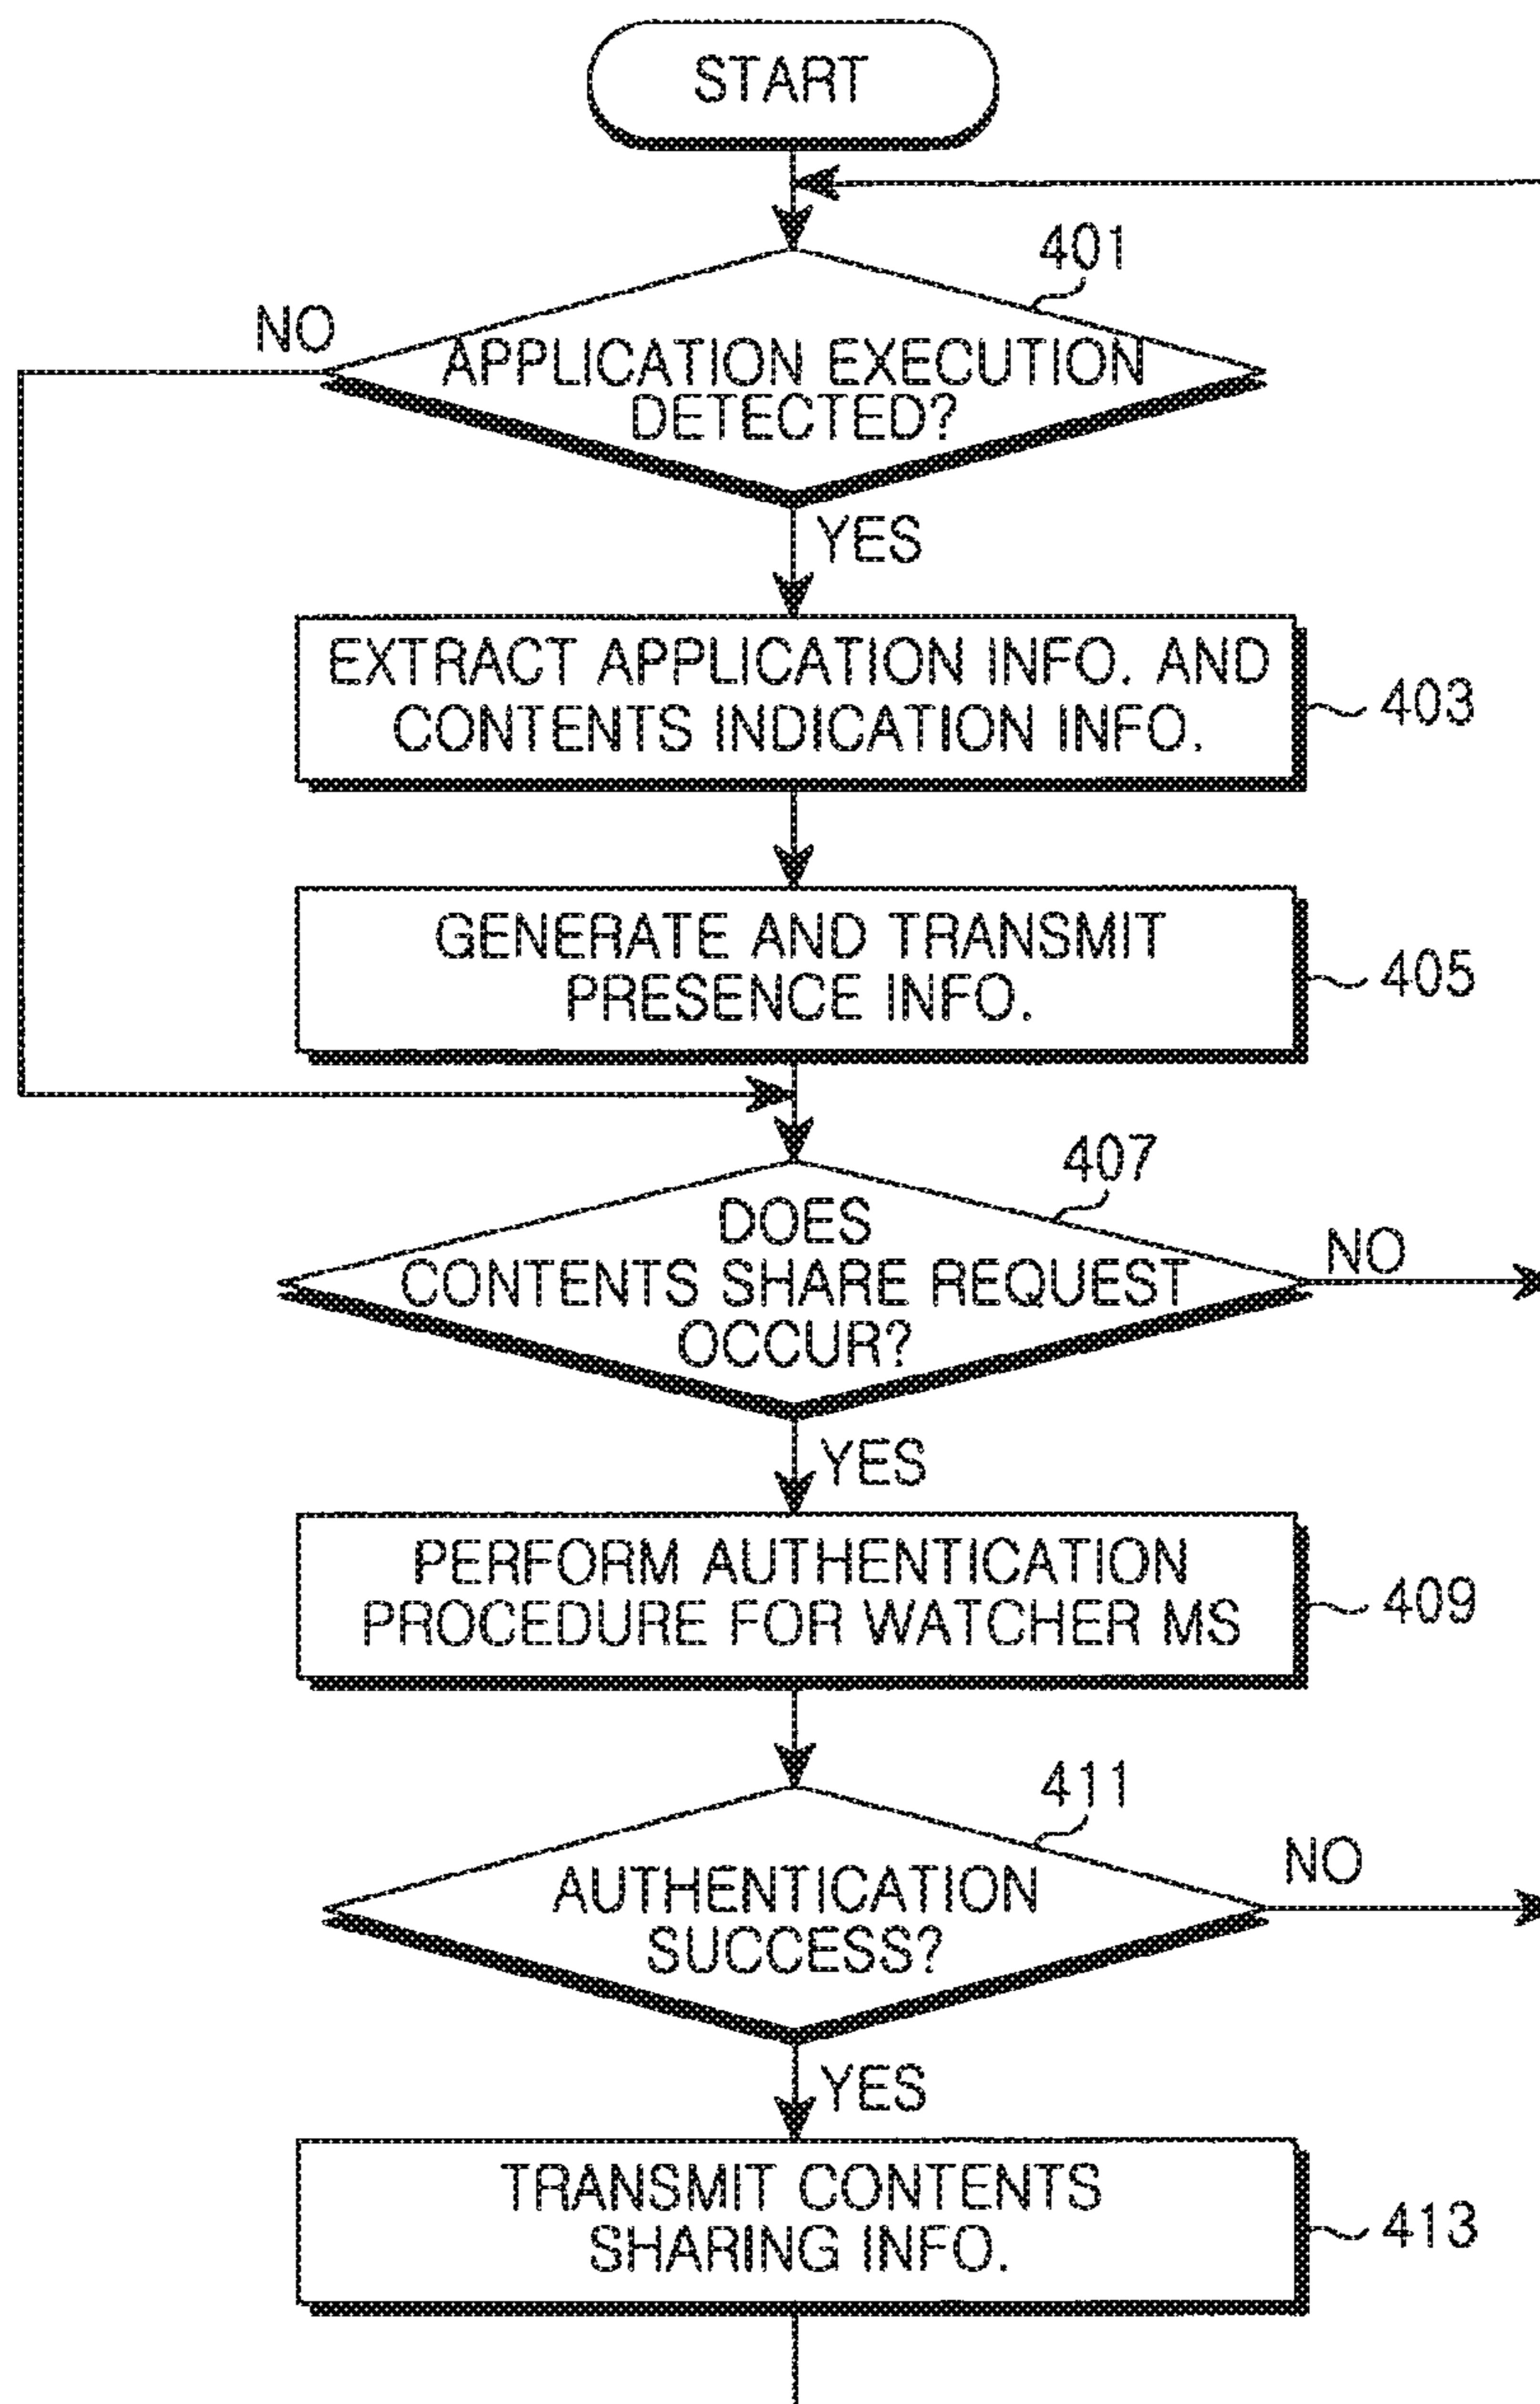 START
401
NO
APPLICATION EXECUTION
DETECTED?
YES
EXTRACT APPLICATION INFO. AND
CONTENTS INDICATION INFO.
403
GENERATE AND TRANSMIT
PRESENCE INFO.
405
407
DOES
CONTENTS SHARE REQUEST
OCCUR?
NO
YES
PERFORM AUTHENTICATION
PROCEDURE FOR WATCHER MS
409
411
AUTHENTICATION
SUCCESS?
NO
YES
TRANSMIT CONTENTS
SHARING INFO.
413